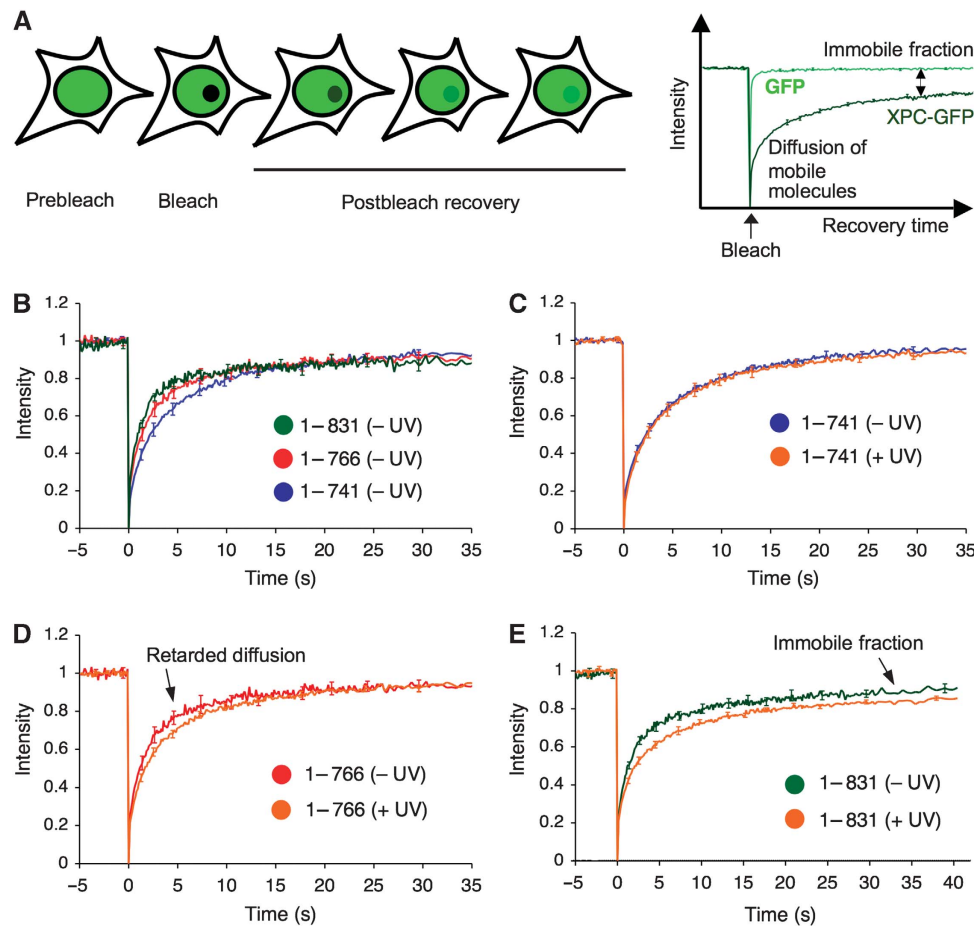 A
Prebleach
Bleach
Postbleach recovery
Intensity
Immobile fraction
GFP
XPC-GFP
Diffusion of
mobile
molecules
Recovery time
Bleach
B
Intensity
1.2
1
0.8
0.6
0.4
0.2
0
1–831 (– UV)
1–766 (– UV)
1–741 (– UV)
–5 0 5 10 15 20 25 30 35
Time (s)
C
Intensity
1.2
1
0.8
0.6
0.4
0.2
0
1–741 (– UV)
1–741 (+ UV)
–5 0 5 10 15 20 25 30 35
Time (s)
D
Intensity
1.2
1
0.8
0.6
0.4
0.2
0
Retarded diffusion
1–766 (– UV)
1–766 (+ UV)
–5 0 5 10 15 20 25 30 35
Time (s)
E
Intensity
1.2
1
0.8
0.6
0.4
0.2
0
Immobile fraction
1–831 (– UV)
1–831 (+ UV)
–5 0 5 10 15 20 25 30 35 40
Time (s)